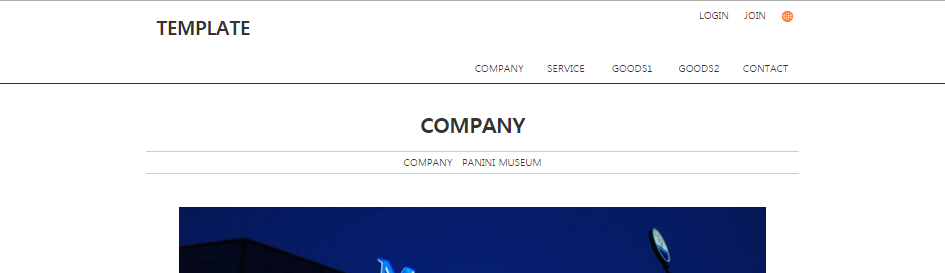 LOGIN JOIN
TEMPLATE
COMPANY SERVICE GOODS1 GOODS2 CONTACT
COMPANY
COMPANY PANINI MUSEUM